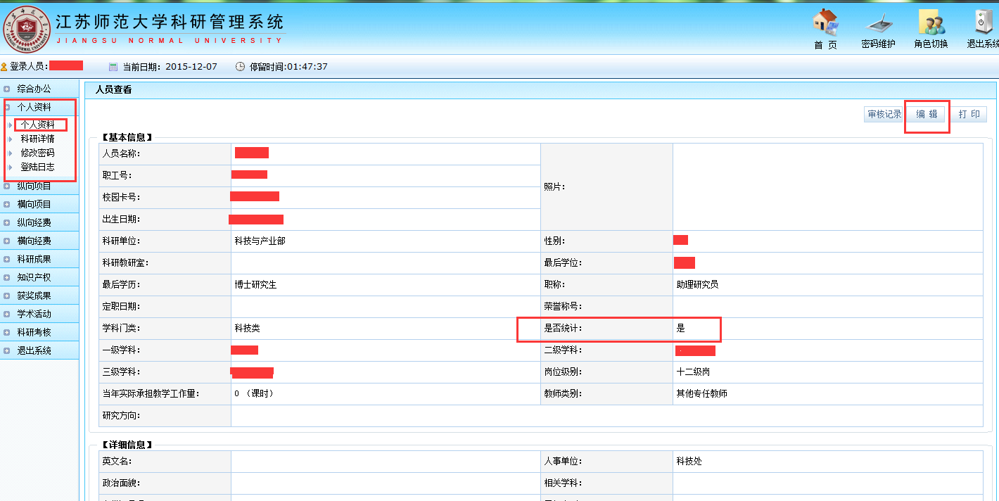 江苏师范大学科研管理系统
JIANGSU NORMAL UNIVERSITY
首 页
密码维护
角色切换
退出系统
登录人员:
当前日期: 2015-12-07
停留时间:01:47:37
综合办公
个人资料
个人资料
科研详情
修改密码
登陆日志
纵向项目
横向项目
纵向经费
横向经费
科研成果
知识产权
获奖成果
学术活动
科研考核
退出系统
人员查看
审核记录
编 辑
打 印
【基本信息】
人员名称:
职工号:
照片:
校园卡号:
出生日期:
科研单位: 科技与产业部 性别:
科研教研室: 最后学位:
最后学历: 博士研究生 职称: 助理研究员
定职日期: 荣誉称号:
学科门类: 科技类 是否统计: 是
一级学科: 二级学科:
三级学科: 岗位级别: 十二级岗
当年实际承担教学工作量: 0 （课时） 教师类别: 其他专任教师
研究方向:
【详细信息】
英文名: 人事单位: 科技处
政治面貌: 相关学科: